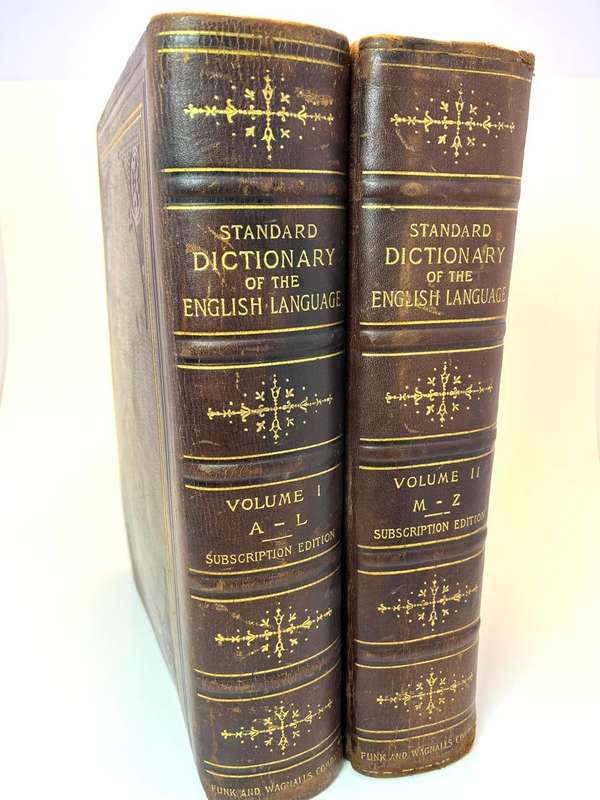 STANDARD
DICTIONARY
OF THE
ENGLISH LANGUAGE
VOLUME I
A – L
SUBSCRIPTION EDITION
FUNK AND WAGNALLS
STANDARD
DICTIONARY
OF THE
ENGLISH LANGUAGE
VOLUME II
M – Z
SUBSCRIPTION EDITION
FUNK AND WAGNALLS